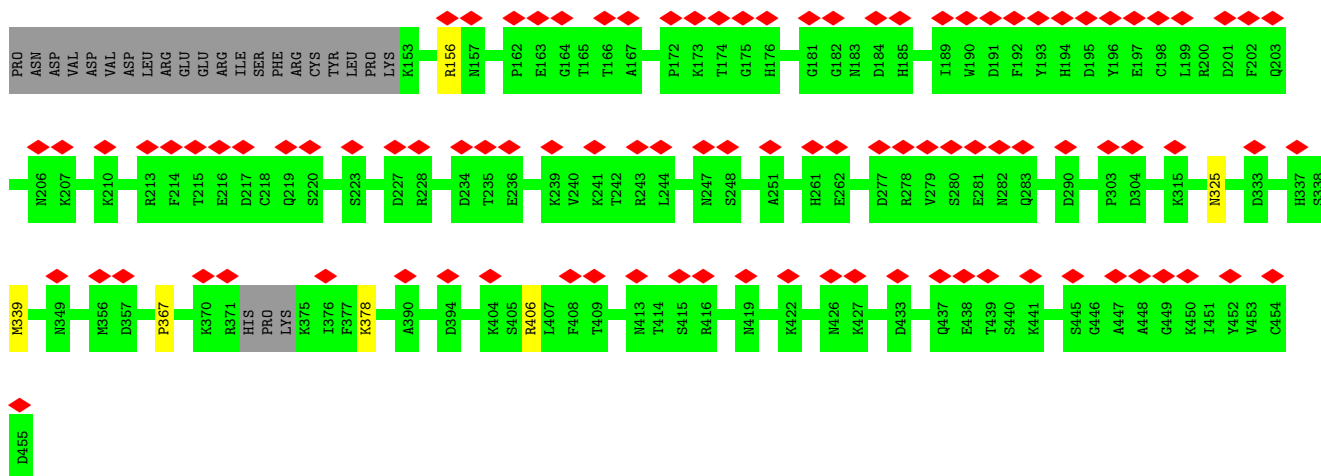 PRO ASN ASP VAL ASP VAL ASP LEU ARG GLU GLU ARG ILE SER PHE ARG CYS TYR LEU PRO LYS K153 R156 N157 P162 E163 G164 T165 T166 A167 P172 K173 T174 G175 H176 G181 G182 N183 D184 H185 I189 W190 D191 F192 Y193 H194 D195 Y196 E197 C198 L199 R200 D201 F202 Q203
N206 K207 K210 R213 F214 T215 E216 D217 C218 Q219 S220 S223 D227 R228 D234 T235 E236 K239 V240 K241 T242 R243 L244 N247 S248 A251 H261 E262 D277 R278 V279 S280 E281 N282 Q283 D290 P303 D304 K315 N325 D333 H337 S338
M339 N349 M356 D357 P367 K370 R371 HIS PRO LYS K375 I376 F377 K378 A390 D394 K404 S405 R406 L407 F408 T409 N413 T414 S415 R416 N419 K422 N426 K427 D433 Q437 E438 T439 S440 K441 S445 G446 A447 A448 G449 K450 I451 Y452 V453 C454
D455